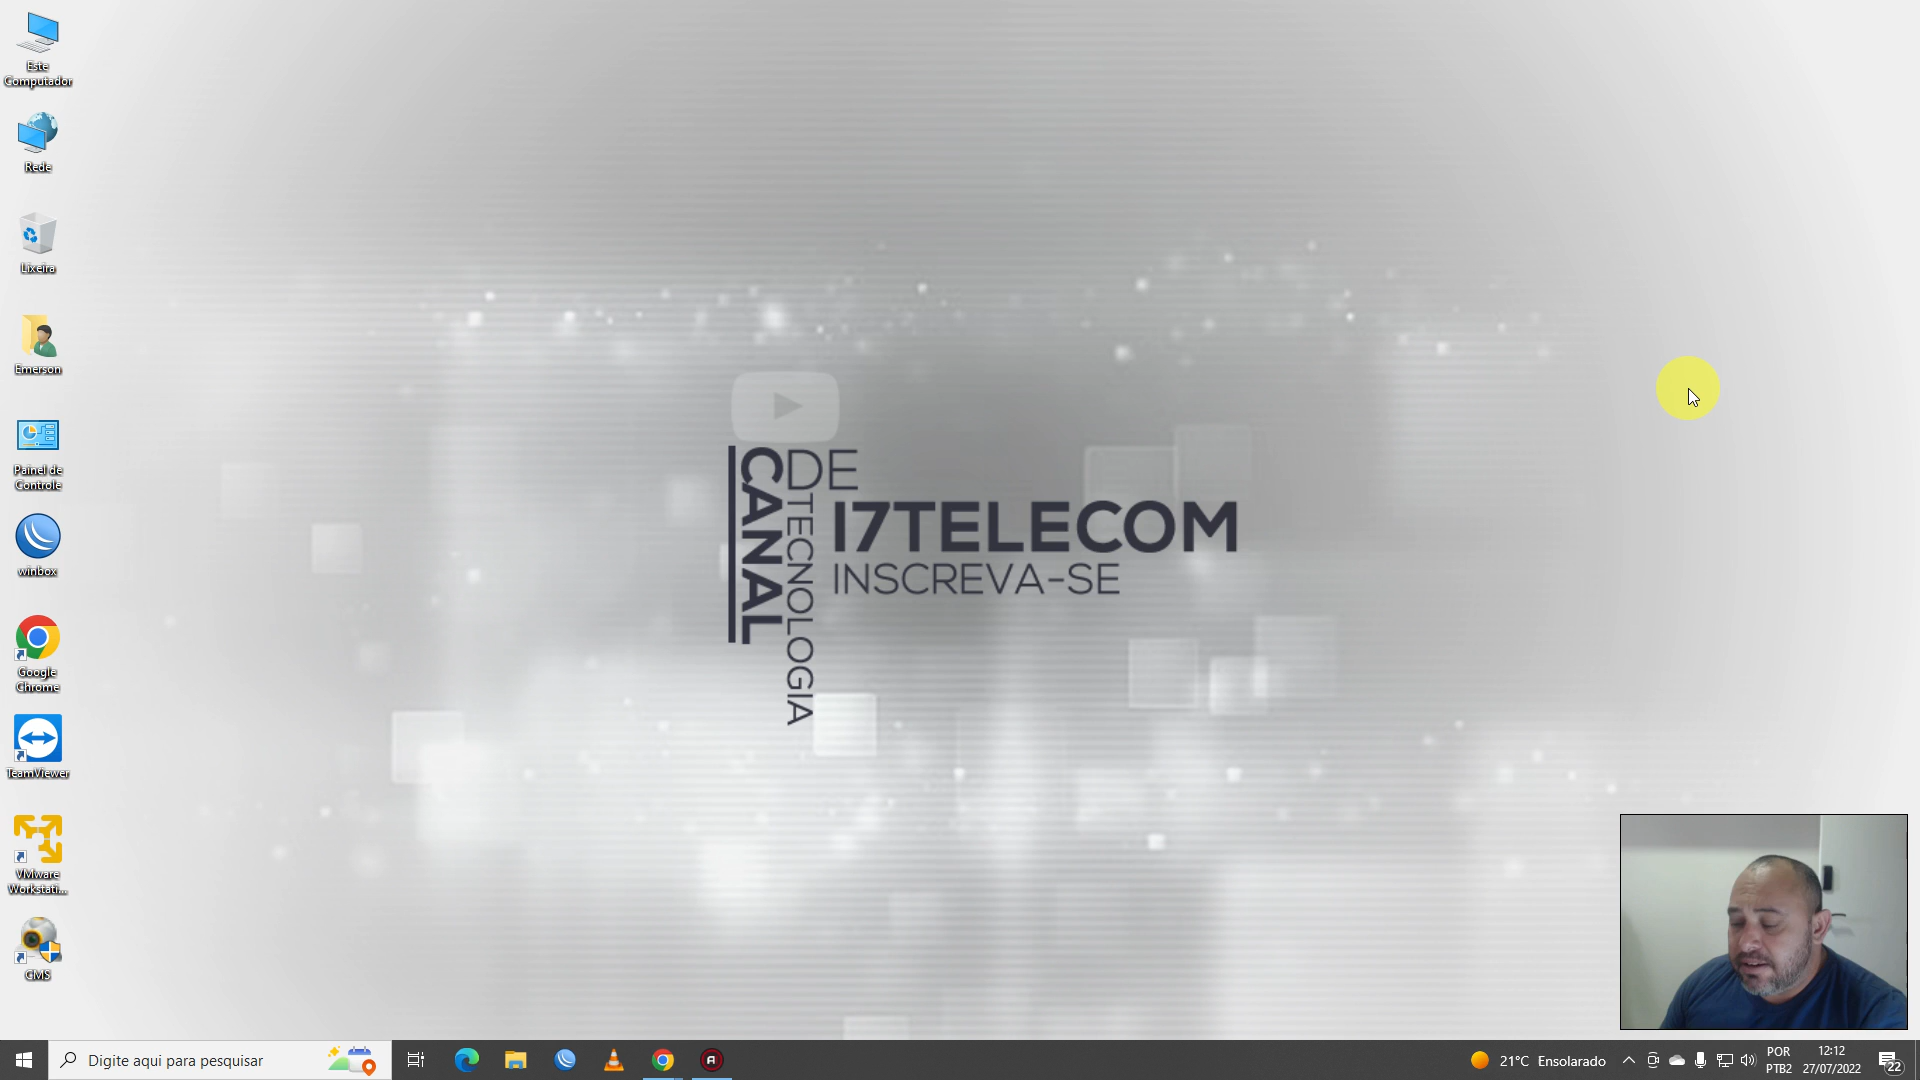 Este
Computador
Rede
Lixeira
Emerson
Painel de
Controle
winbox
Google
Chrome
TeamViewer
VMware
Workstati...
CMS
CANAL
DE
TECNOLOGIA
I7TELECOM
INSCREVA-SE
Digite aqui para pesquisar
21°C Ensolarado
POR
PTB2
12:12
27/07/2022
22